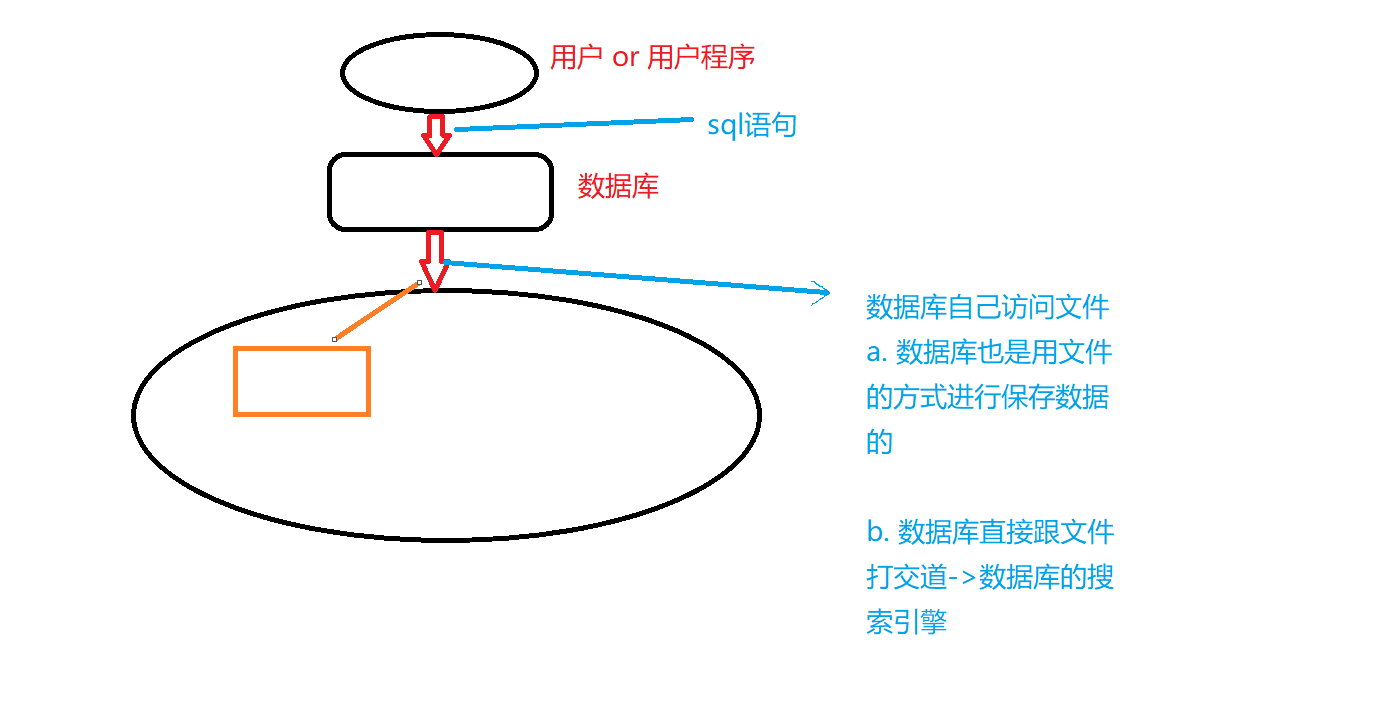 用户 or 用户程序
sql语句
数据库
数据库自己访问文件
a. 数据库也是用文件
的方式进行保存数据
的
b. 数据库直接跟文件
打交道->数据库的搜
索引擎